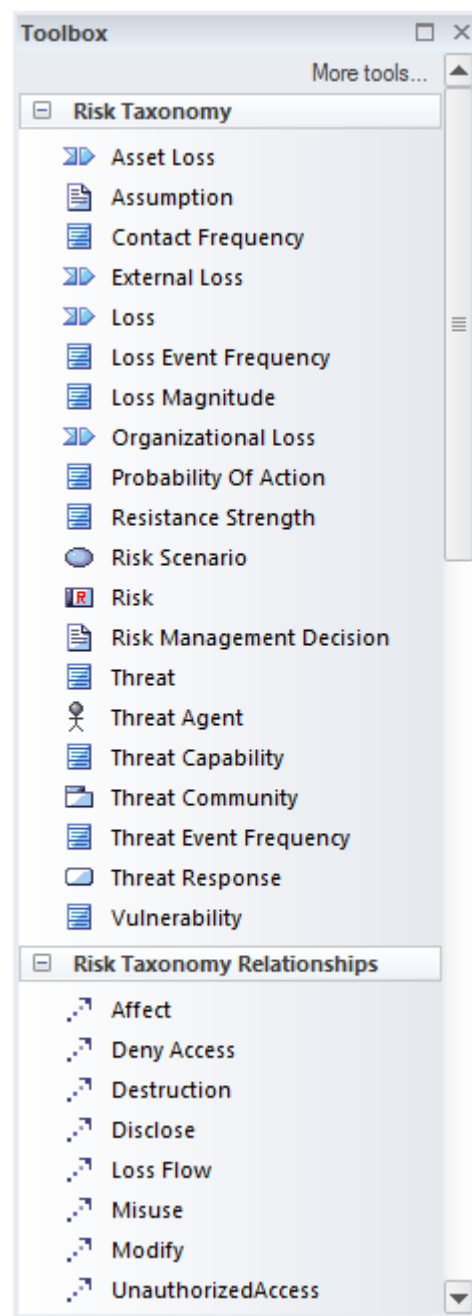 Toolbox
More tools...
Risk Taxonomy
Asset Loss
Assumption
Contact Frequency
External Loss
Loss
Loss Event Frequency
Loss Magnitude
Organizational Loss
Probability Of Action
Resistance Strength
Risk Scenario
R Risk
Risk Management Decision
Threat
Threat Agent
Threat Capability
Threat Community
Threat Event Frequency
Threat Response
Vulnerability
Risk Taxonomy Relationships
Affect
Deny Access
Destruction
Disclose
Loss Flow
Misuse
Modify
UnauthorizedAccess